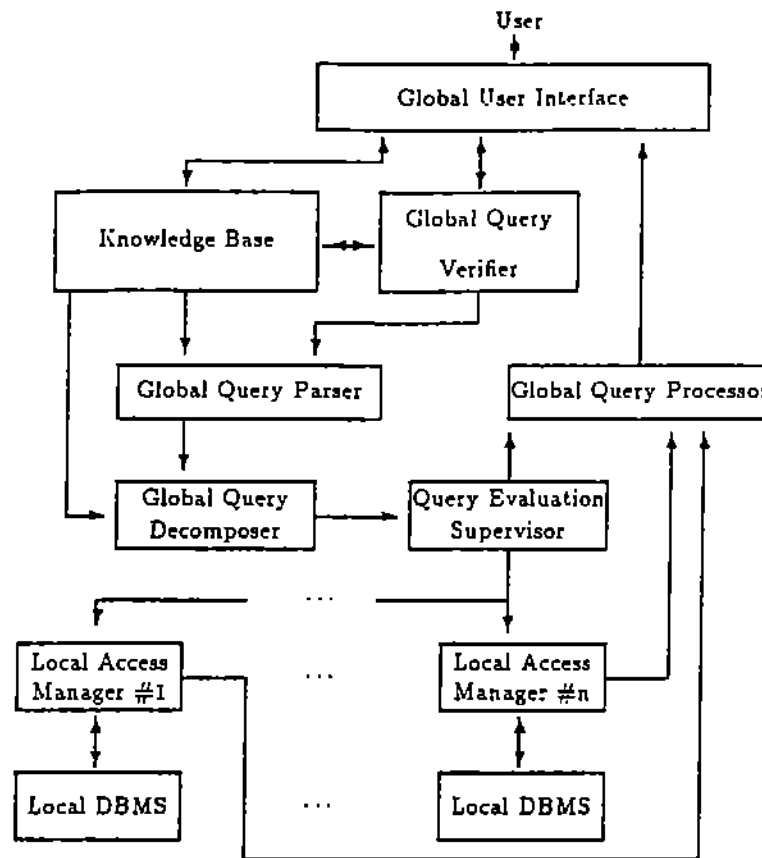 User
Global User Interface
Knowledge Base
Global Query
Verifier
Global Query Parser
Global Query Processor
Global Query
Decomposer
Query Evaluation
Supervisor
...
Local Access
Manager #1
...
Local Access
Manager #n
Local DBMS
...
Local DBMS